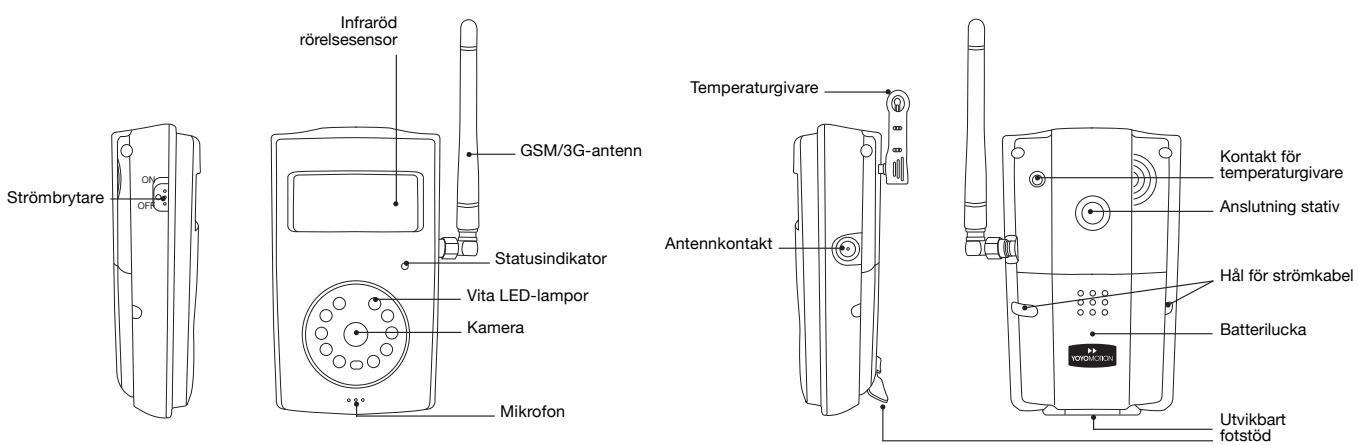 Infraröd
rörelsesensor
GSM/3G-antenn
ON
OFF
Strömbrytare
Statusindikator
Vita LED-lampor
Kamera
Mikrofon
Temperaturgivare
Antennkontakt
Kontakt för
temperaturgivare
Anslutning stativ
Hål för strömkabel
Batterilucka
YOYOMOTION
Utvikbart
fotstöd